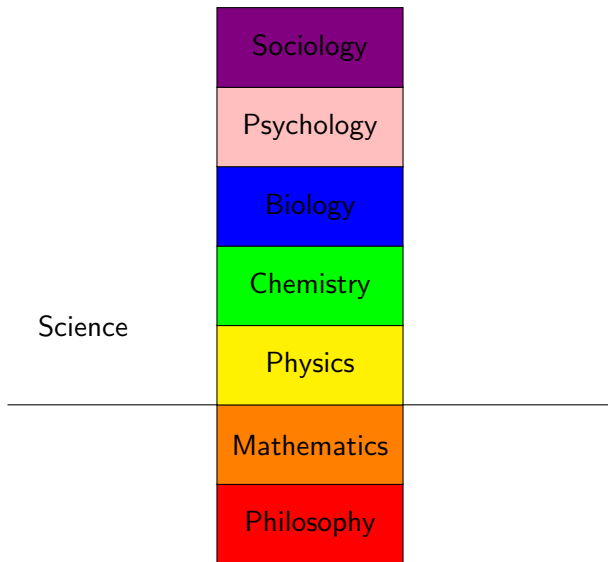 Sociology
Psychology
Biology
Chemistry
Science
Physics
Mathematics
Philosophy